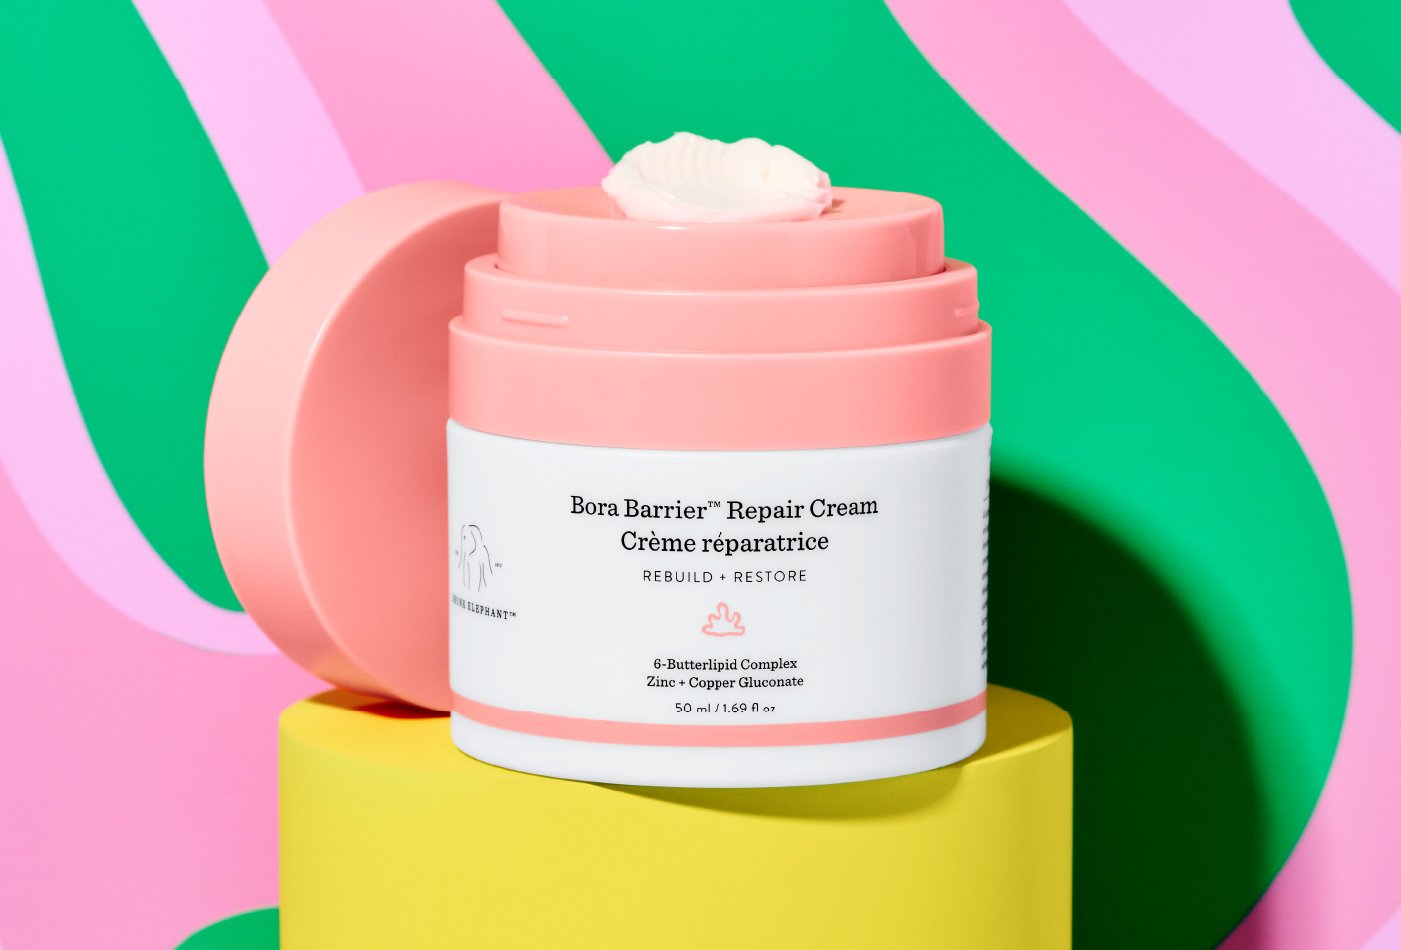 Bora Barrier™ Repair Cream
Crème réparatrice
REBUILD + RESTORE
6-Butterlipid Complex
Zinc + Copper Gluconate
50 ml / 1.69 fl oz
ELEPHANT™